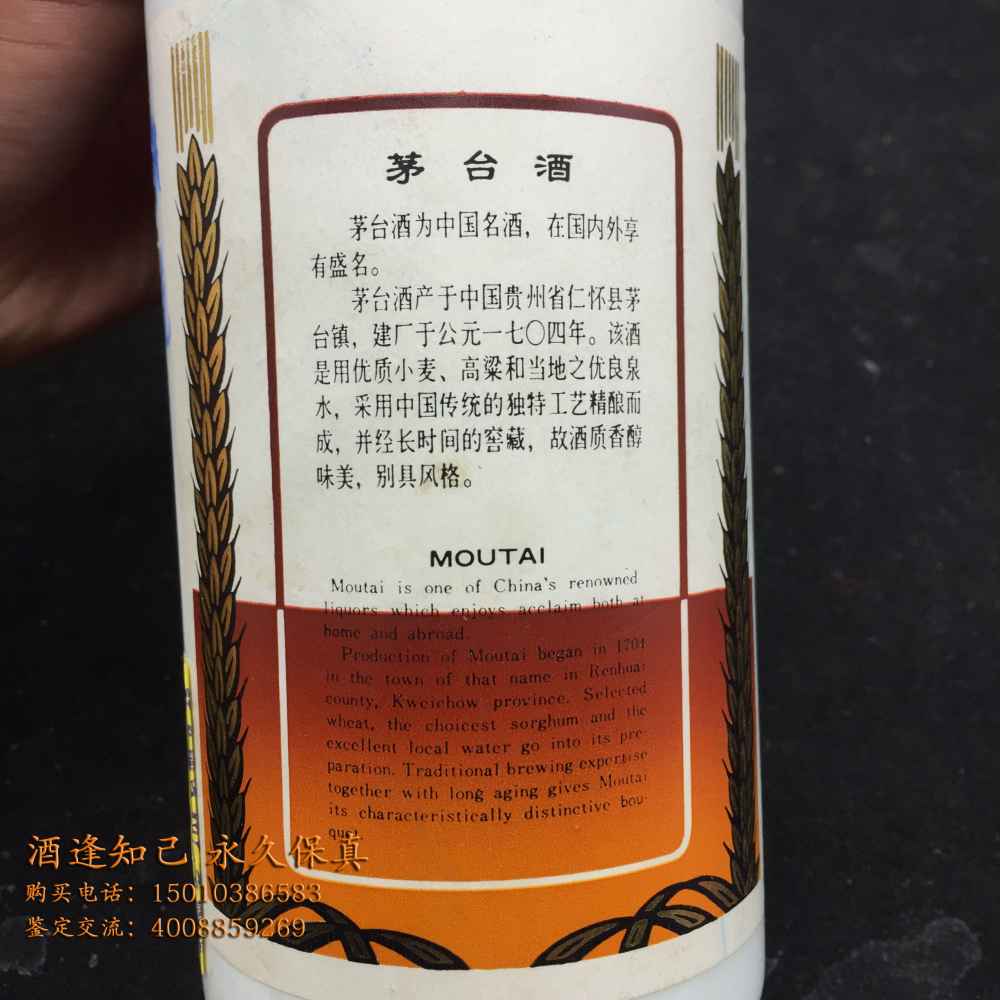 茅台酒
茅台酒为中国名酒，在国内外享
有盛名。
茅台酒产于中国贵州省仁怀县茅
台镇，建厂于公元一七〇四年。该酒
是用优质小麦、高粱和当地之优良泉
水，采用中国传统的独特工艺精酿而
成，并经长时间的窖藏，故酒质香醇
味美，别具风格。
MOUTAI
Moutai is one of China's renowned
liquors which enjoys acclaim both at
home and abroad.
Production of Moutai began in 1704
in the town of that name in Renhuai
county, Kweichow province. Selected
wheat, the choicest sorghum and the
excellent local water go into its pre-
paration. Traditional brewing expertise
together with long aging gives Moutai
its characteristically distinctive bou-
quet.
酒逢知己 永久保真
购买电话：15010386583
鉴定交流：4008859269